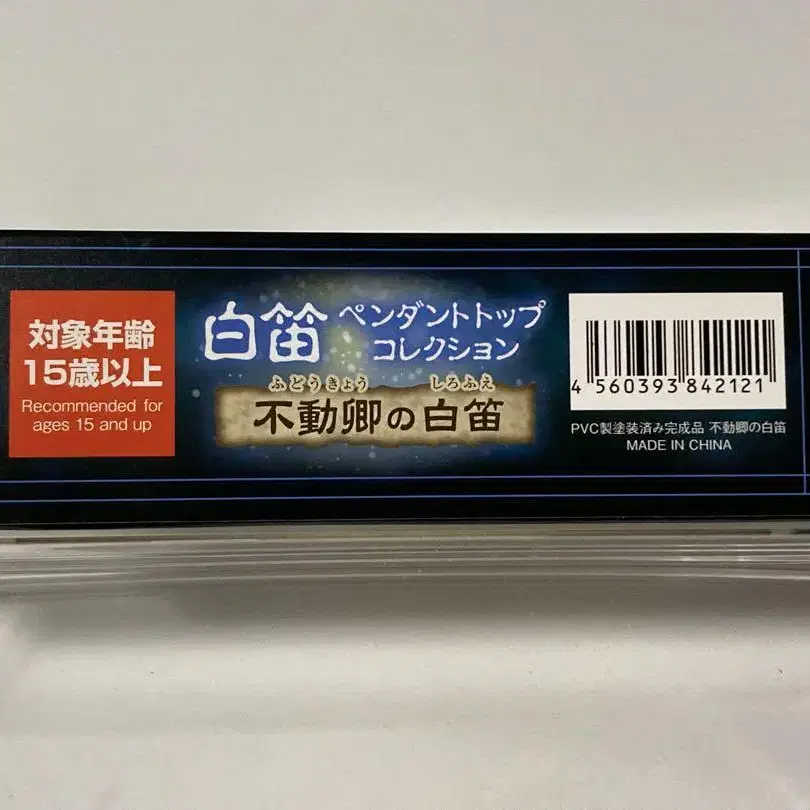 対象年齢
15歳以上
Recommended for
ages 15 and up
白笛 ペンダントトップ
コレクション
ふどうきょう しろふえ
不動卿の白笛
4 560393 842121
PVC製塗装済み完成品 不動卿の白笛
MADE IN CHINA